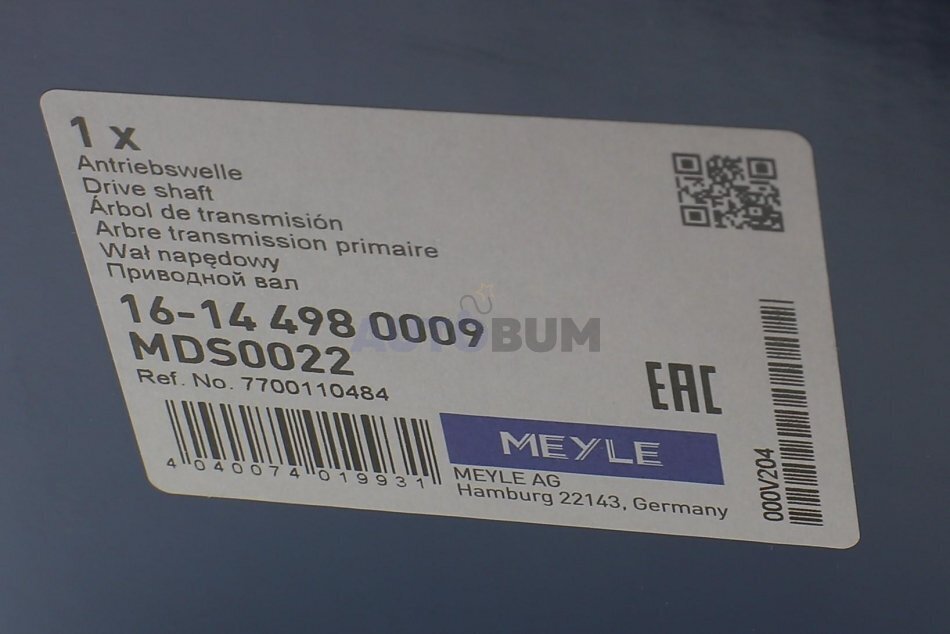 1 x
Antriebswelle
Drive shaft
Árbol de transmisión
Arbre transmission primaire
Wał napędowy
Приводной вал
16-14 498 0009
MDS0022
Ref. No. 7700110484
4 040074 019931
MEYLE
MEYLE AG
Hamburg 22143, Germany
EAC
000V204
AUTOBUM